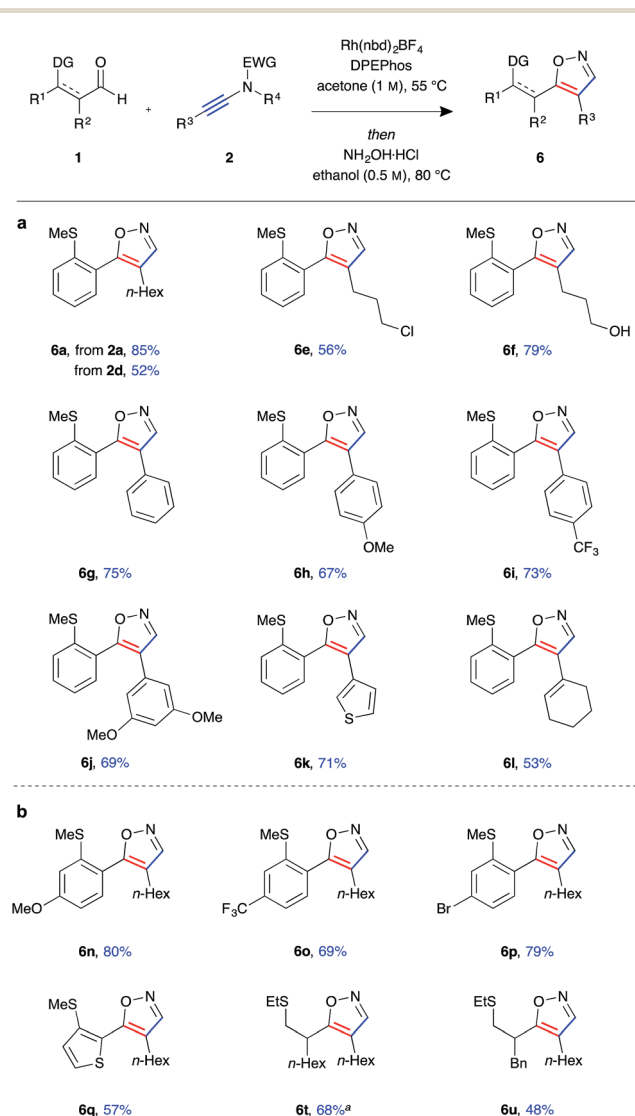 DG
O
EWG
R1
H
N
R4
R2
R3
+
1
2
Rh(nbd)2BF4
DPEPhos
acetone (1 M), 55 °C
then
NH2OH·HCl
ethanol (0.5 M), 80 °C
DG
O
N
R1
R2
R3
6
a
MeS
O
N
n-Hex
6a, from 2a, 85%
from 2d, 52%
MeS
O
N
Cl
6e, 56%
MeS
O
N
OH
6f, 79%
MeS
O
N
6g, 75%
MeS
O
N
OMe
6h, 67%
MeS
O
N
CF3
6i, 73%
MeS
O
N
MeO
OMe
6j, 69%
MeS
O
N
S
6k, 71%
MeS
O
N
6l, 53%
b
MeS
O
N
MeO
n-Hex
6n, 80%
MeS
O
N
F3C
n-Hex
6o, 69%
MeS
O
N
Br
n-Hex
6p, 79%
MeS
O
N
S
n-Hex
6q, 57%
EtS
O
N
n-Hex
n-Hex
6t, 68%a
EtS
O
N
Bn
n-Hex
6u, 48%